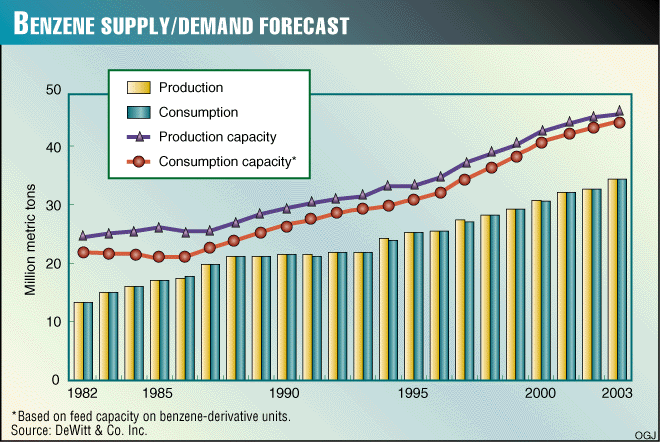 BENZENE SUPPLY/DEMAND FORECAST
50
40
30
20
10
0
Million metric tons
Production
Consumption
Production capacity
Consumption capacity*
1982
1985
1990
1995
2000
2003
*Based on feed capacity on benzene-derivative units.
Source: DeWitt & Co. Inc.
OGJ